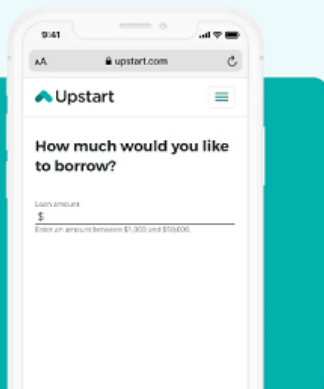 9:41
AA upstart.com
Upstart
How much would you like
to borrow?
Loan amount
$
Enter an amount between $1,000 and $50,000.